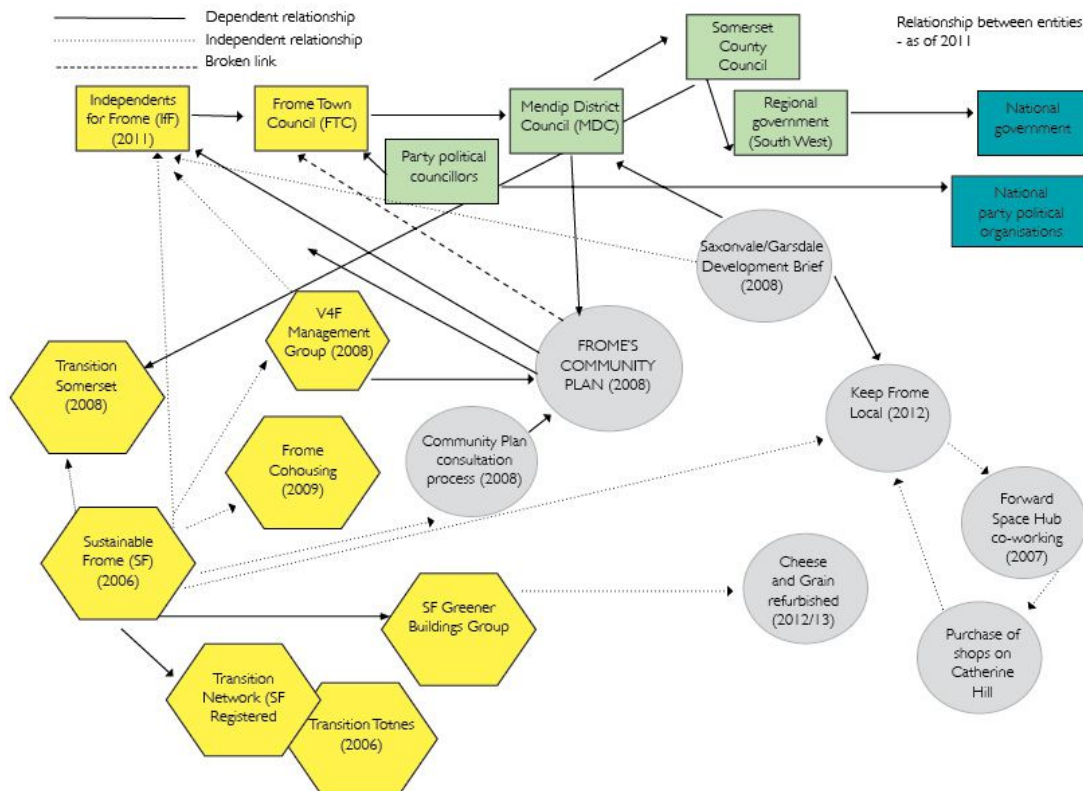 Dependent relationship
Independent relationship
Broken link
Relationship between entities
- as of 2011
Independents
for Frome (IfF)
(2011)
Frome Town
Council (FTC)
Mendip District
Council (MDC)
Somerset
County
Council
Regional
government
(South West)
National
government
Party political
councillors
National
party political
organisations
Saxonvale/Garsdale
Development Brief
(2008)
V4F
Management
Group (2008)
FROME'S
COMMUNITY
PLAN (2008)
Transition
Somerset
(2008)
Keep Frome
Local (2012)
Frome
Cohousing
(2009)
Community Plan
consultation
process (2008)
Forward
Space Hub
co-working
(2007)
Sustainable
Frome (SF)
(2006)
Cheese
and Grain
refurbished
(2012/13)
SF Greener
Buildings Group
Purchase of
shops on
Catherine
Hill
Transition
Network (SF
Registered
Transition Totnes
(2006)